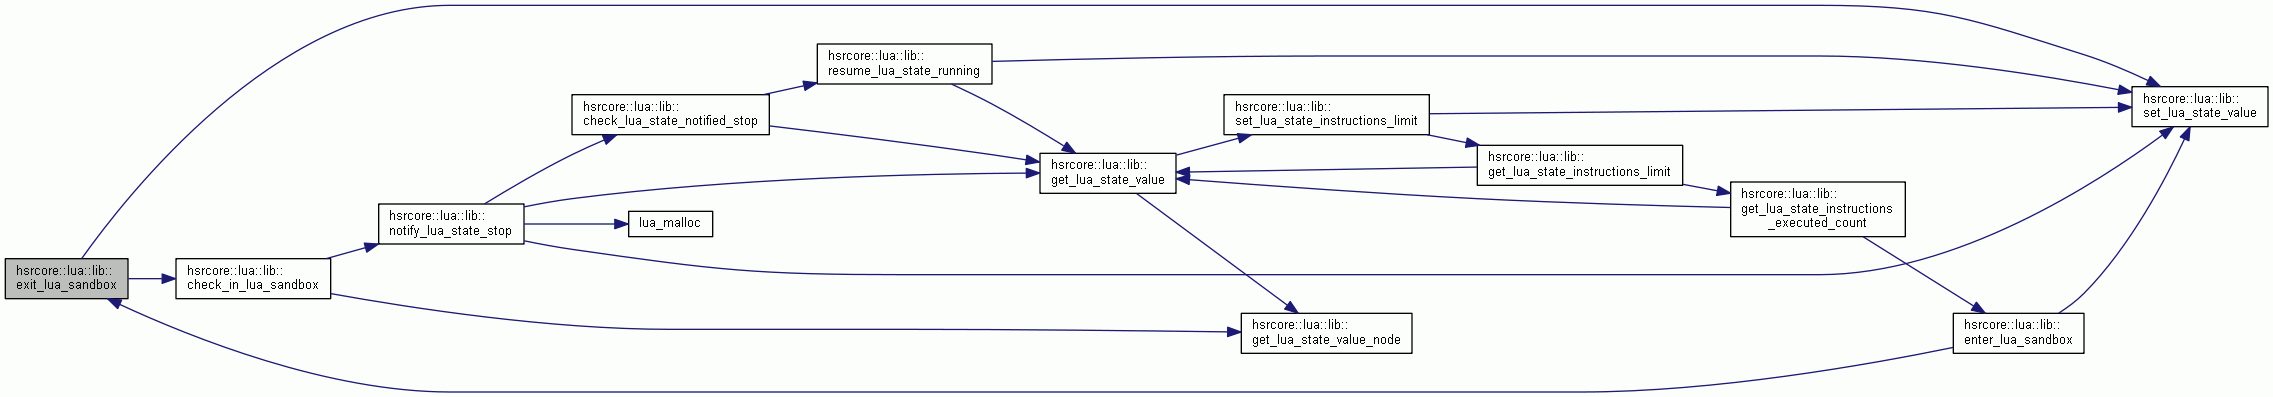 hsrcore::lua::lib::
exit_lua_sandbox
hsrcore::lua::lib::
check_in_lua_sandbox
hsrcore::lua::lib::
notify_lua_state_stop
hsrcore::lua::lib::
check_lua_state_notified_stop
hsrcore::lua::lib::
resume_lua_state_running
lua_malloc
hsrcore::lua::lib::
get_lua_state_value
hsrcore::lua::lib::
set_lua_state_instructions_limit
hsrcore::lua::lib::
get_lua_state_value_node
hsrcore::lua::lib::
get_lua_state_instructions_limit
hsrcore::lua::lib::
get_lua_state_instructions
_executed_count
hsrcore::lua::lib::
enter_lua_sandbox
hsrcore::lua::lib::
set_lua_state_value